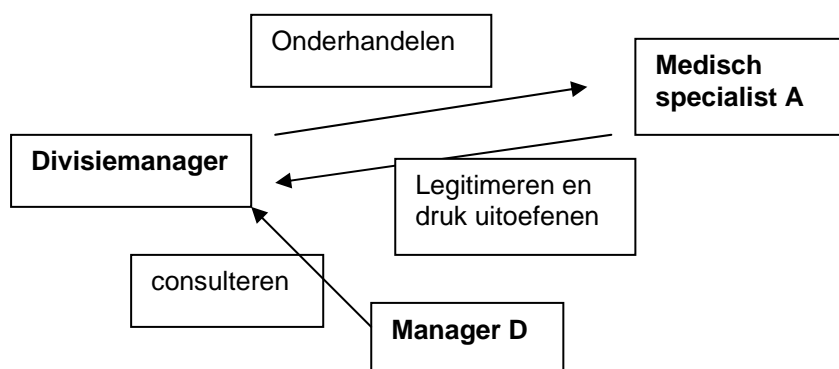 Onderhandelen
Medisch
specialist A
Divisiemanager
Legitimeren en
druk uitoefenen
consulteren
Manager D